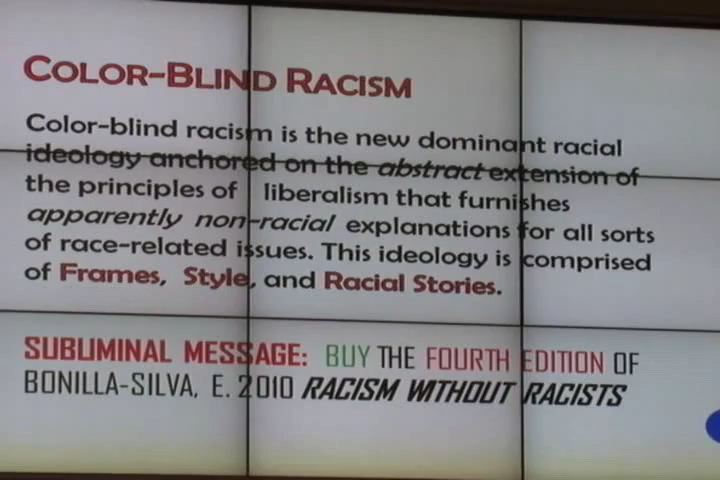 COLOR-BLIND RACISM
Color-blind racism is the new dominant racial
ideology anchored on the abstract extension of
the principles of liberalism that furnishes
apparently non-racial explanations for all sorts
of race-related issues. This ideology is comprised
of Frames, Style, and Racial Stories.
SUBLIMINAL MESSAGE: BUY THE FOURTH EDITION OF
BONILLA-SILVA, E. 2010 RACISM WITHOUT RACISTS